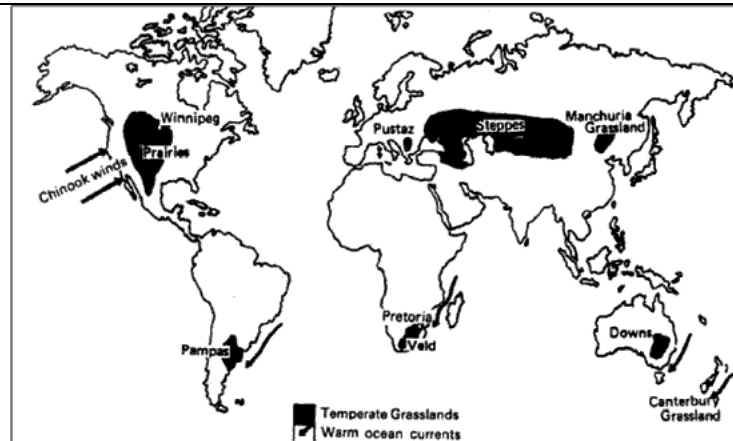 Winnipeg
Prairies
Chinook winds
Pustaz
Steppes
Manchuria
Grassland
Pretoria
Veld
Pampas
Downs
Canterbury
Grassland
Temperate Grasslands
Warm ocean currents